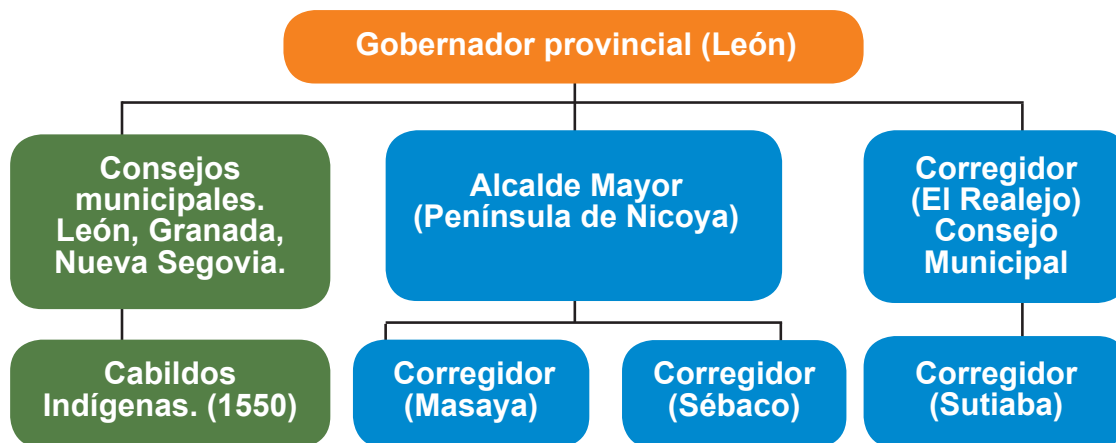 Gobernador provincial (León)
Consejos
municipales.
León, Granada,
Nueva Segovia.
Alcalde Mayor
(Península de Nicoya)
Corregidor
(El Realejo)
Consejo
Municipal
Cabildos
Indígenas. (1550)
Corregidor
(Masaya)
Corregidor
(Sébaco)
Corregidor
(Sutiaba)